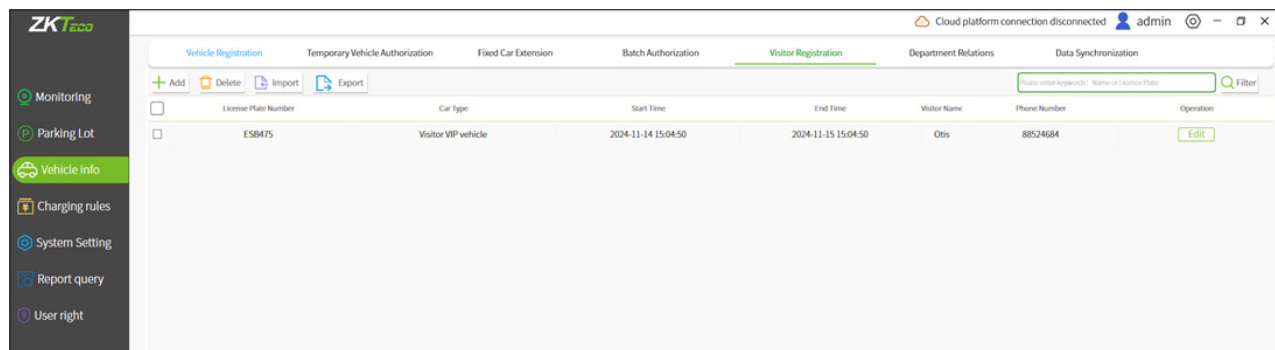 ZKTeco
Cloud platform connection disconnected admin
Vehicle Registration Temporary Vehicle Authorization Fixed Car Extension Batch Authorization Visitor Registration Department Relations Data Synchronization
Add Delete Import Export Please enter keywords: Name or Licence Plate Filter
License Plate Number Car Type Start Time End Time Visitor Name Phone Number Operation
ESB475 Visitor VIP vehicle 2024-11-14 15:04:50 2024-11-15 15:04:50 Otis 88524684 Edit
Monitoring
Parking Lot
Vehicle Info
Charging rules
System Setting
Report query
User right